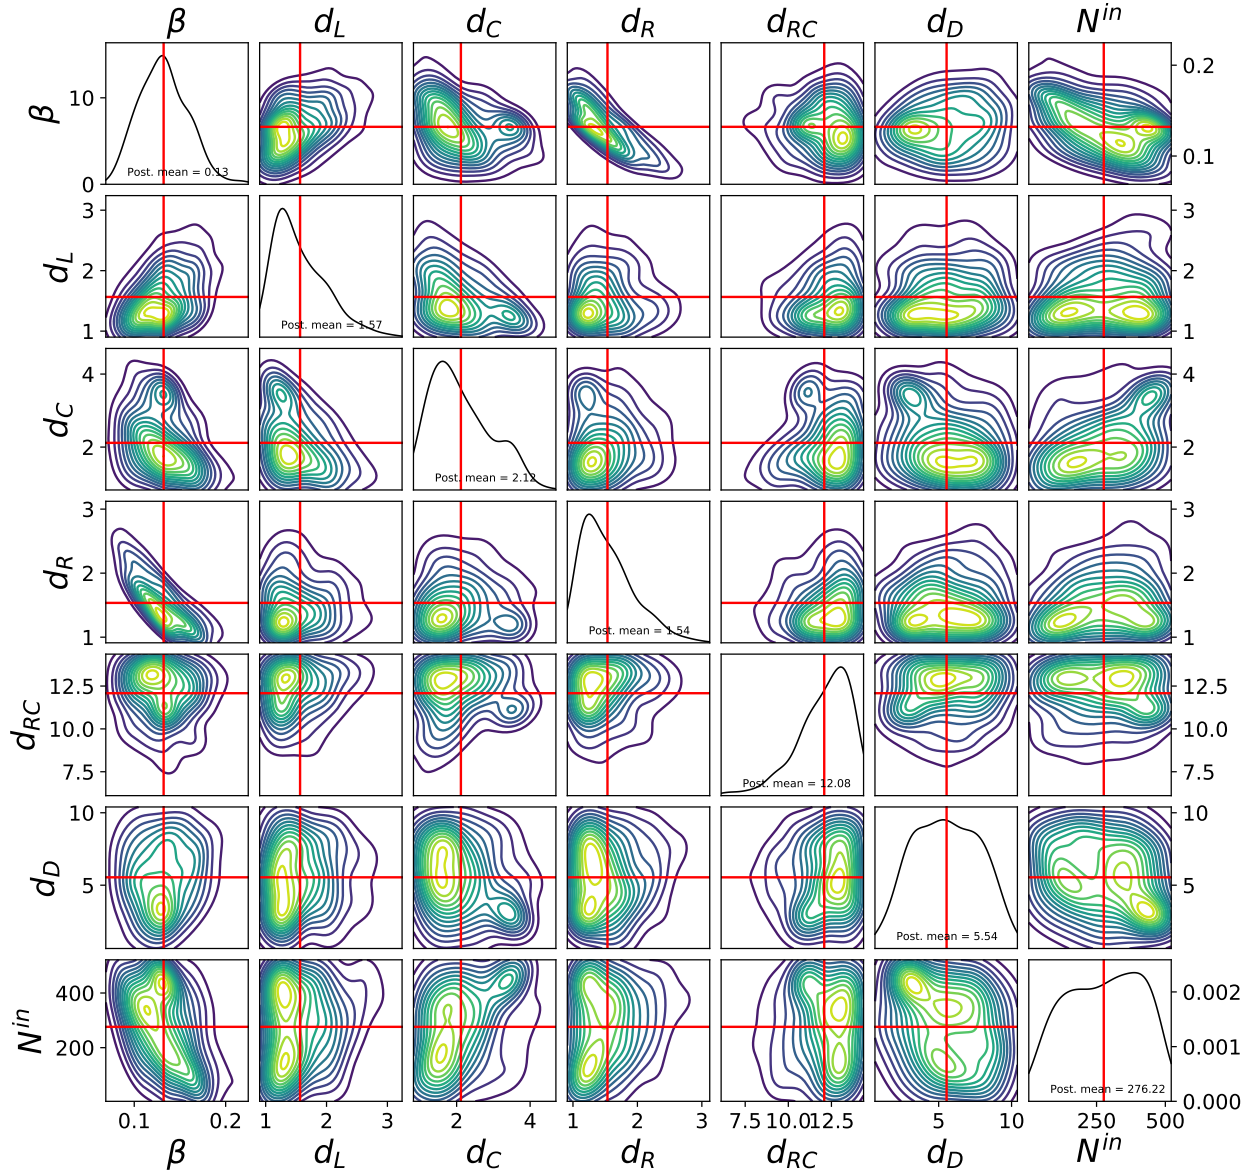 β d_L d_C d_R d_RC d_D N^in
β 10 0 Post. mean = 0.13 0.2 0.1
d_L 3 2 1 Post. mean = 1.57 3 2 1
d_C 4 2 Post. mean = 2.12 4 2
d_R 3 2 1 Post. mean = 1.54 3 2 1
d_RC 12.5 10.0 7.5 Post. mean = 12.08 12.5 10.0 7.5
d_D 10 5 Post. mean = 5.54 10 5
N^in 400 200 Post. mean = 276.22 0.002 0.001 0.000
0.1 0.2 1 2 3 2 4 1 2 3 7.5 10.0 12.5 5 10 250 500
β d_L d_C d_R d_RC d_D N^in